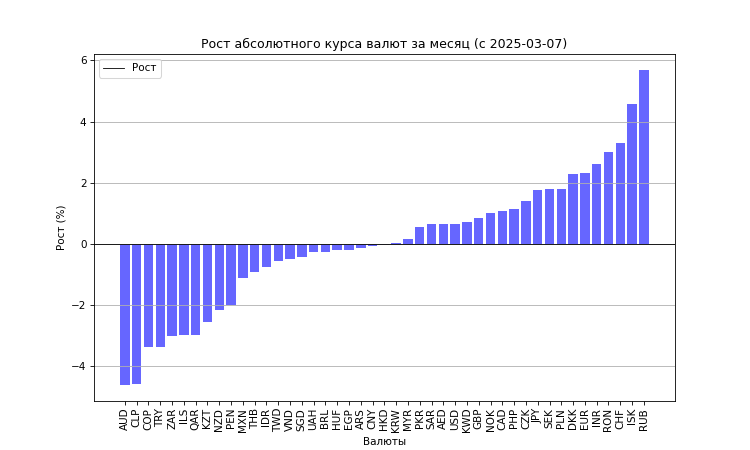 Рост абсолютного курса валют за месяц (с 2025-03-07)
Рост
6
4
2
0
−2
−4
Рост (%)
AUD CLP COP TRY ZAR ILS QAR KZT NZD PEN MXN THB IDR TWD VND SGD UAH BRL HUF EGP ARS CNY HKD KRW MYR PKR SAR AED USD KWD GBP NOK CAD PHP CZK JPY SEK PLN DKK EUR INR RON CHF ISK RUB
Валюты